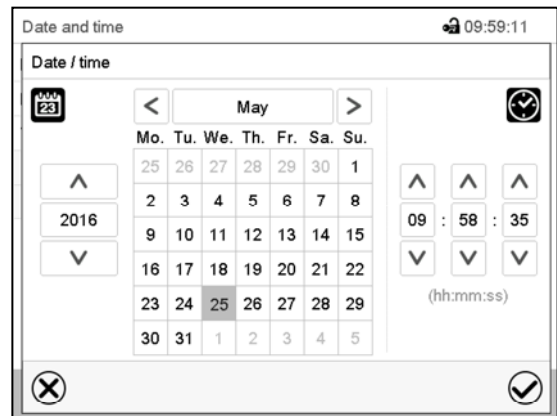 Date and time 09:59:11
Date / time
23
< May >
Mo. Tu. We. Th. Fr. Sa. Su.
25 26 27 28 29 30 1
2 3 4 5 6 7 8
2016 09 : 58 : 35
9 10 11 12 13 14 15
16 17 18 19 20 21 22
(hh:mm:ss)
23 24 25 26 27 28 29
30 31 1 2 3 4 5